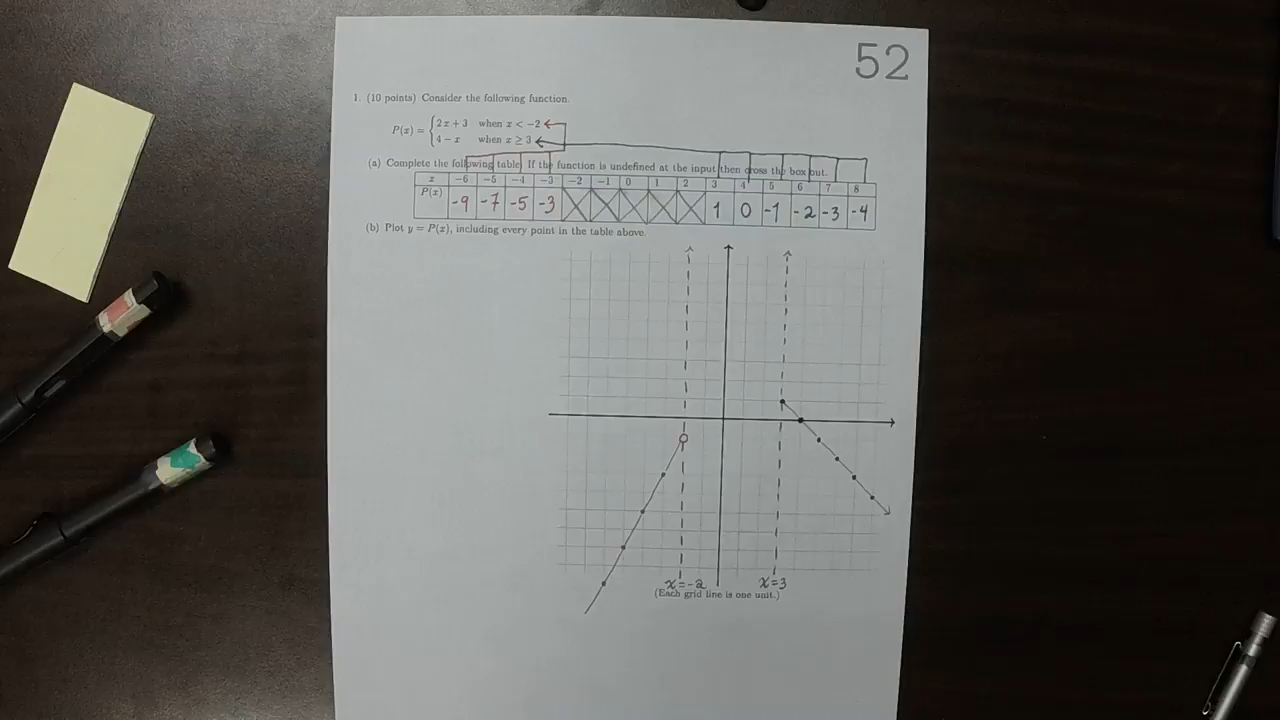 52
1. (10 points) Consider the following function.
P(x) = { 2x + 3 when x < −2
4 − x when x ≥ 3
(a) Complete the following table. If the function is undefined at the input then cross the box out.
x −6 −5 −4 −3 −2 −1 0 1 2 3 4 5 6 7 8
P(x) -9 -7 -5 -3 1 0 -1 -2 -3 -4
(b) Plot y = P(x), including every point in the table above.
x=-2 x=3
(Each grid line is one unit.)